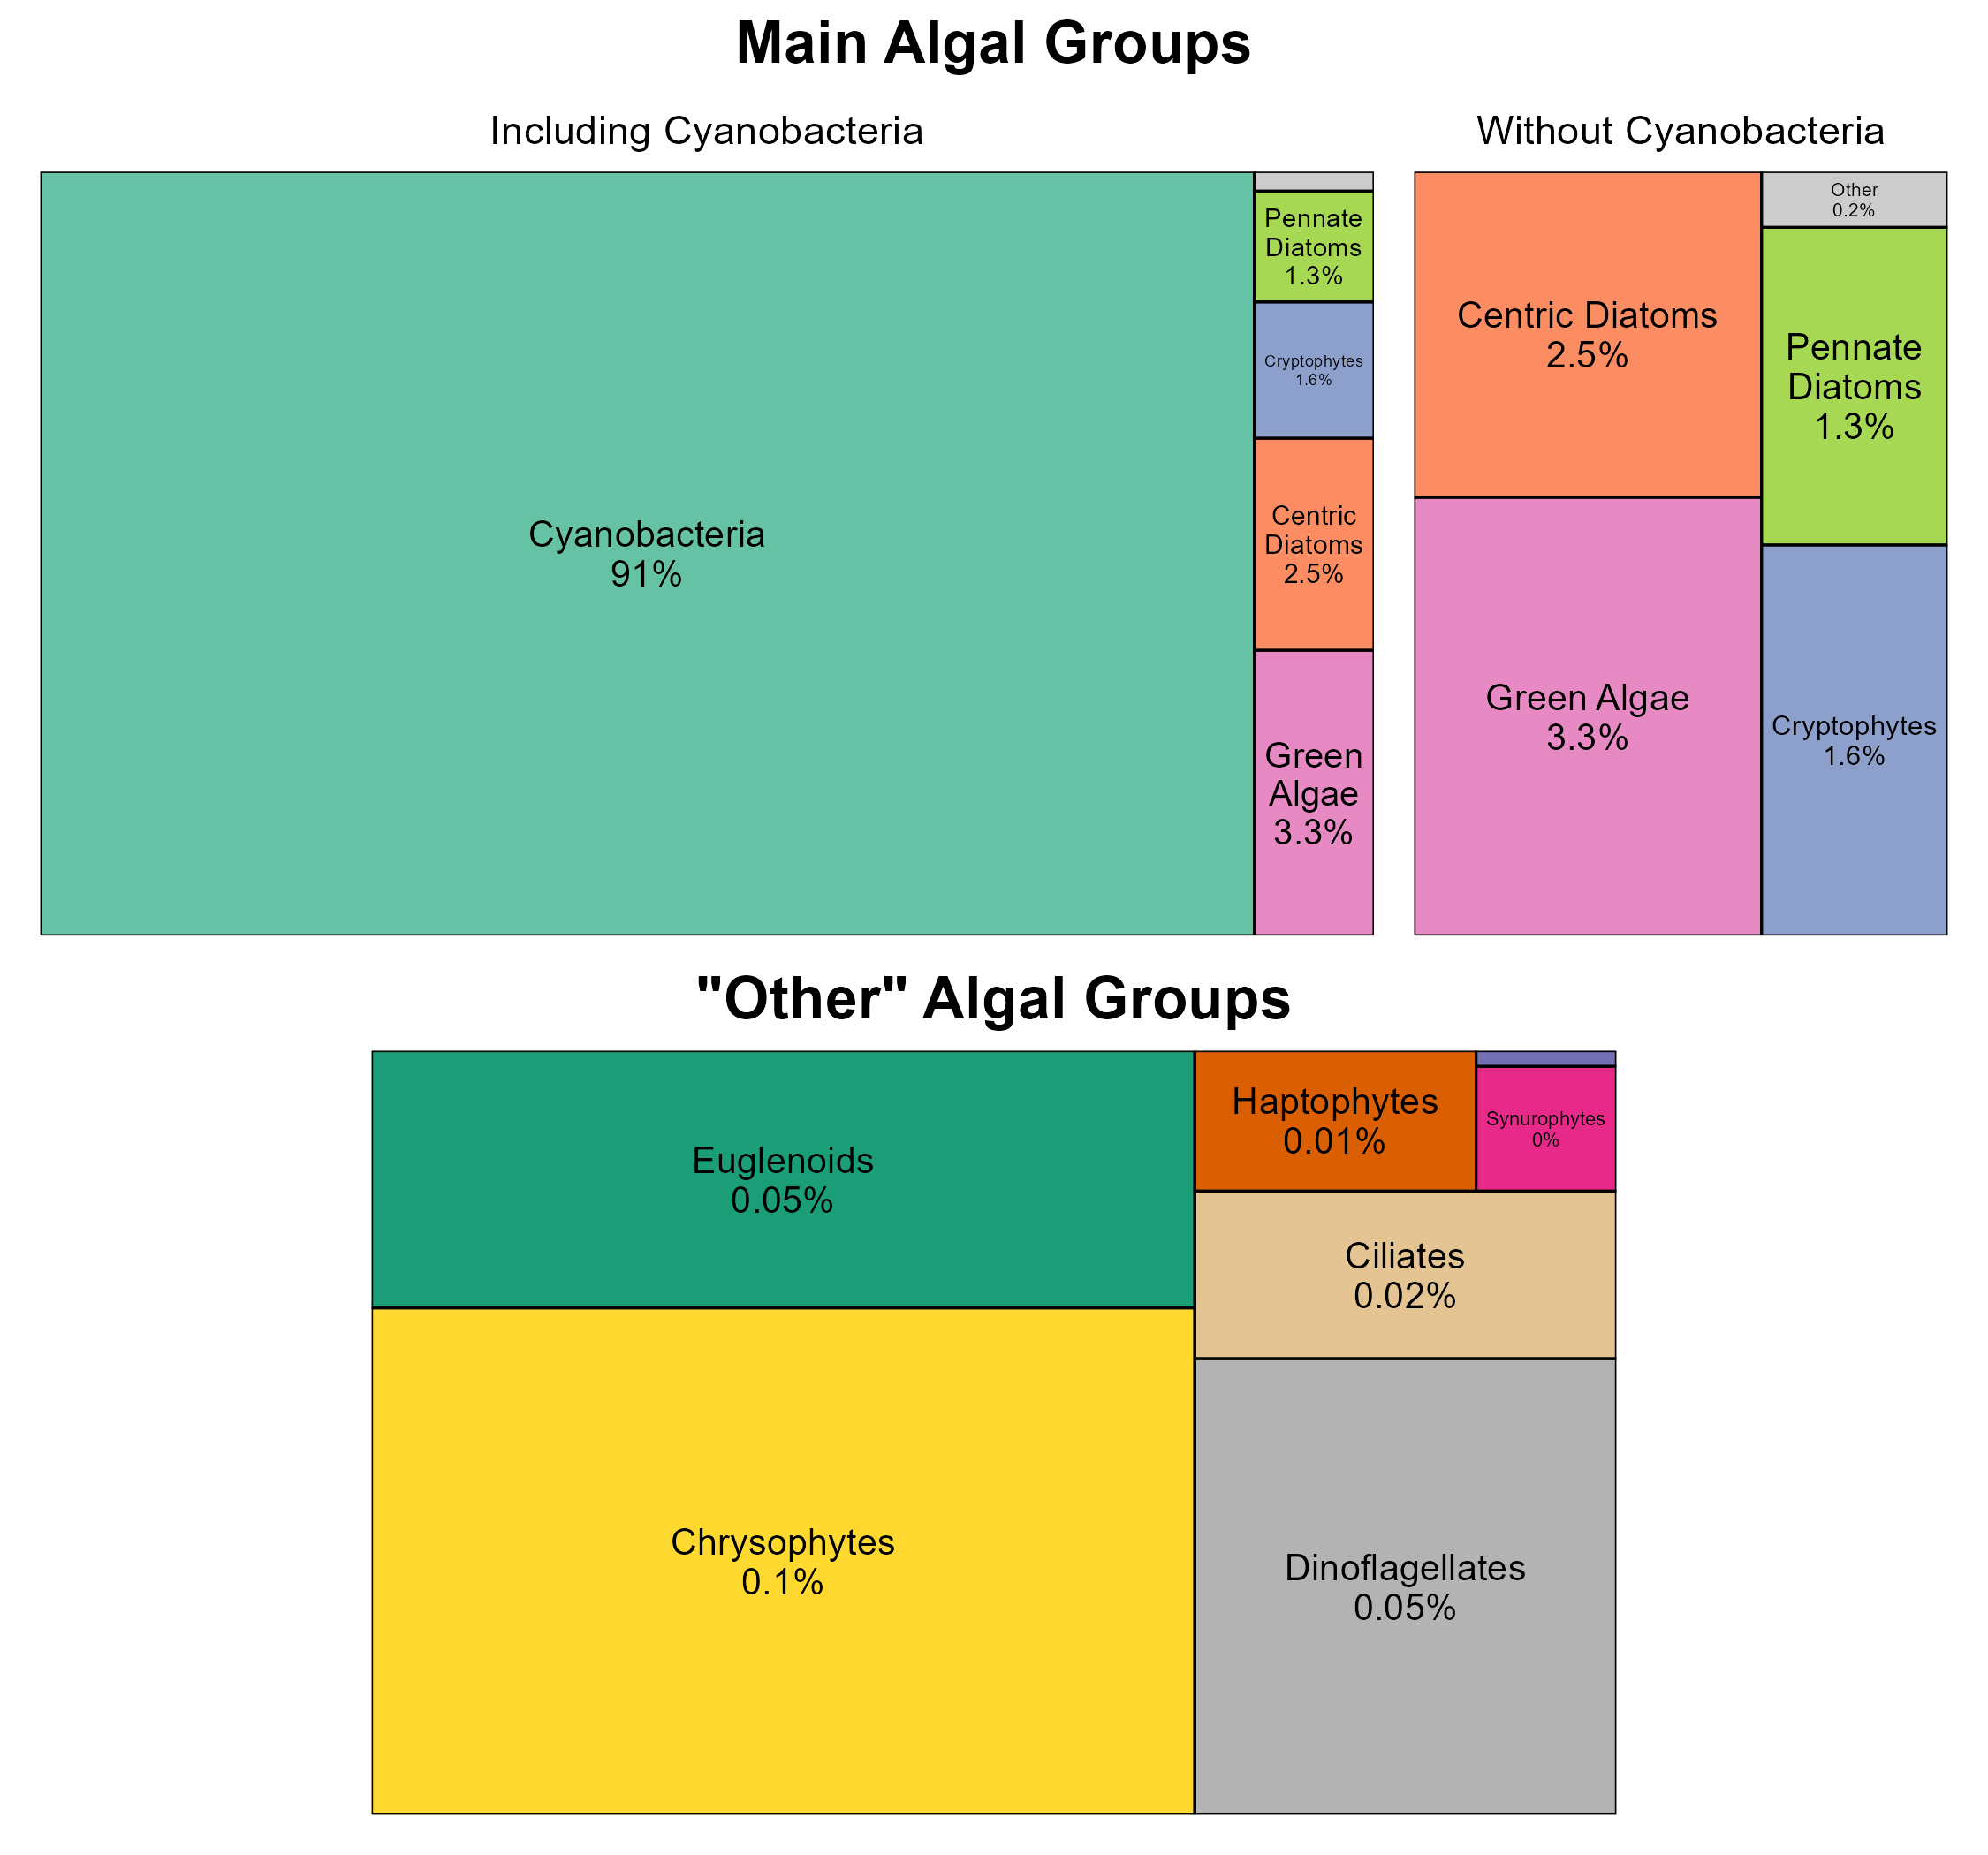 Main Algal Groups
Including Cyanobacteria
Cyanobacteria
91%
Pennate
Diatoms
1.3%
Cryptophytes
1.6%
Centric
Diatoms
2.5%
Green
Algae
3.3%
Without Cyanobacteria
Centric Diatoms
2.5%
Green Algae
3.3%
Other
0.2%
Pennate
Diatoms
1.3%
Cryptophytes
1.6%
"Other" Algal Groups
Euglenoids
0.05%
Chrysophytes
0.1%
Haptophytes
0.01%
Synurophytes
0%
Ciliates
0.02%
Dinoflagellates
0.05%